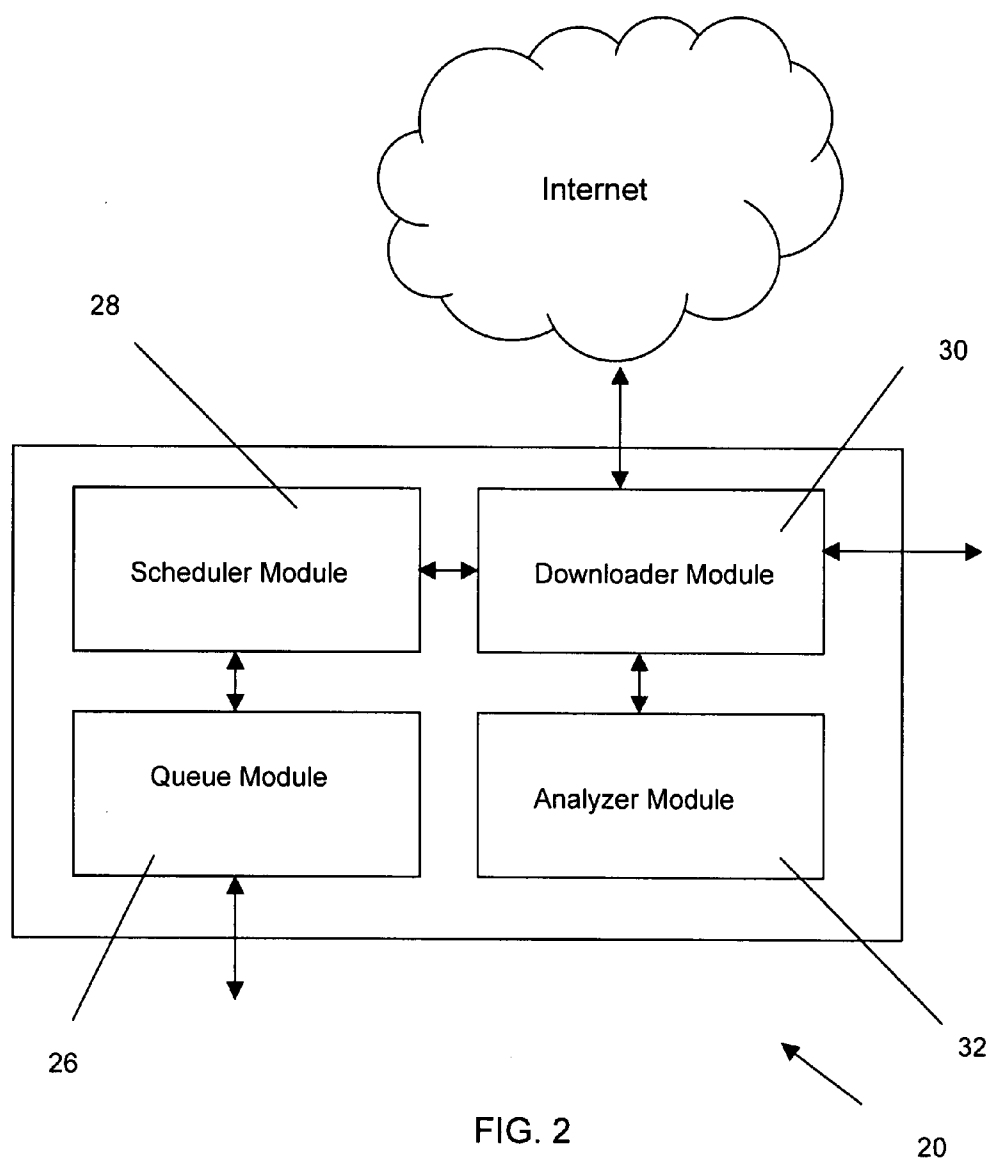 Internet
28
30
Scheduler Module
Downloader Module
Queue Module
Analyzer Module
26
32
FIG. 2
20